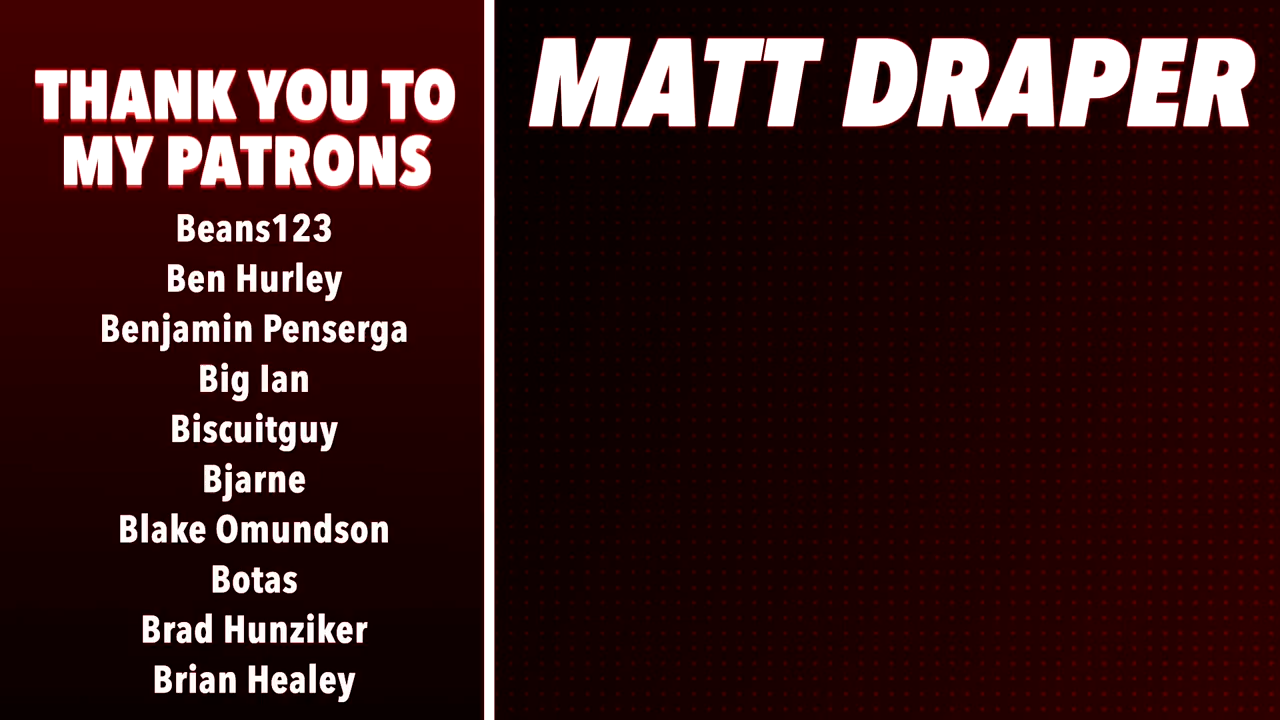 THANK YOU TO
MY PATRONS
Beans123
Ben Hurley
Benjamin Penserga
Big Ian
Biscuitguy
Bjarne
Blake Omundson
Botas
Brad Hunziker
Brian Healey
MATT DRAPER